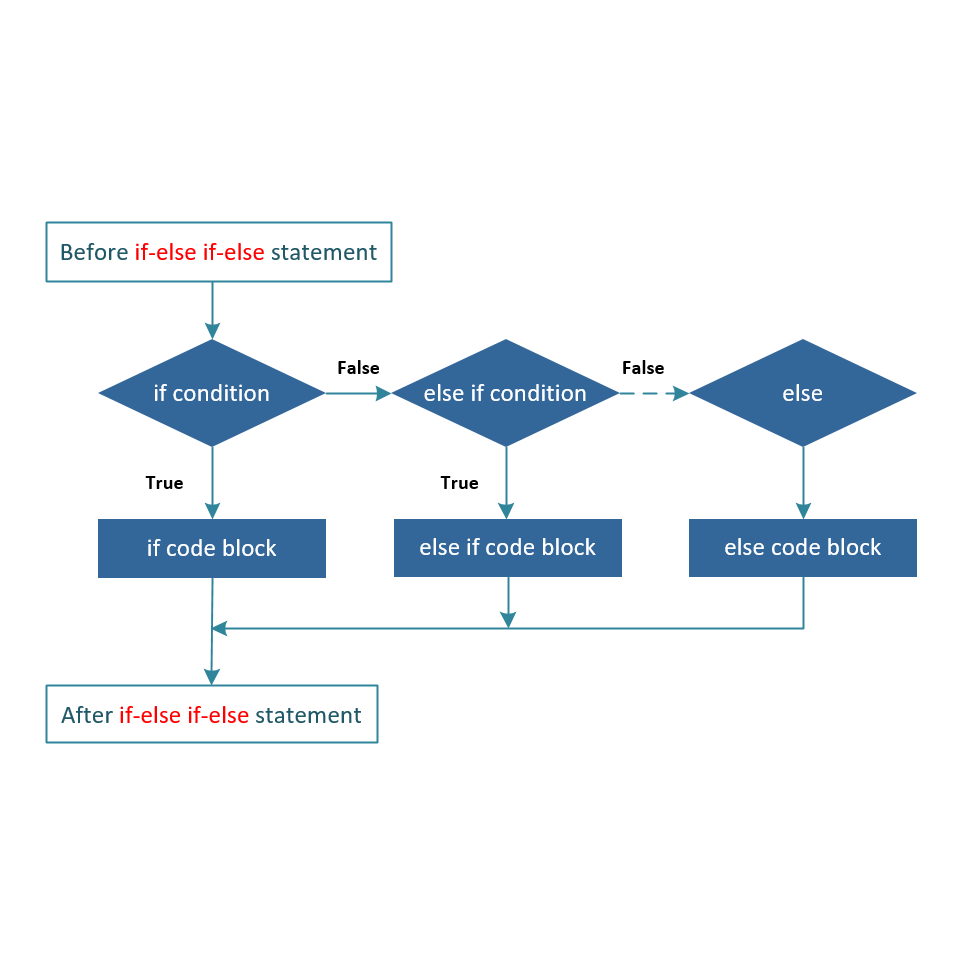 Before if-else if-else statement
if condition
False
else if condition
False
else
True
True
if code block
else if code block
else code block
After if-else if-else statement